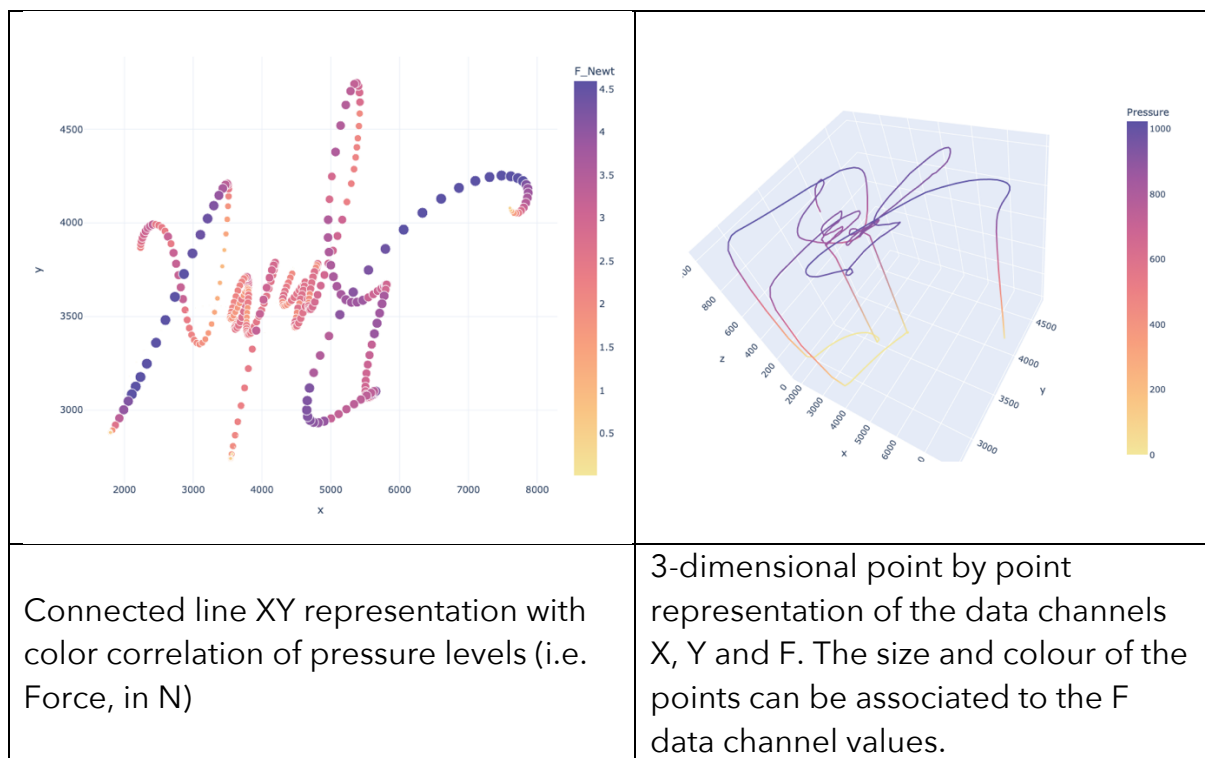 F_Newt
4.5
4
3.5
3
2.5
2
1.5
1
0.5
4500
4000
3500
3000
y
2000 3000 4000 5000 6000 7000 8000
x
Pressure
1000
800
600
400
200
0
800
600
400
200
0
z
2000
3000
4000
5000
6000
x
4500
4000
3500
3000
y
Connected line XY representation with
color correlation of pressure levels (i.e.
Force, in N)
3-dimensional point by point
representation of the data channels
X, Y and F. The size and colour of the
points can be associated to the F
data channel values.